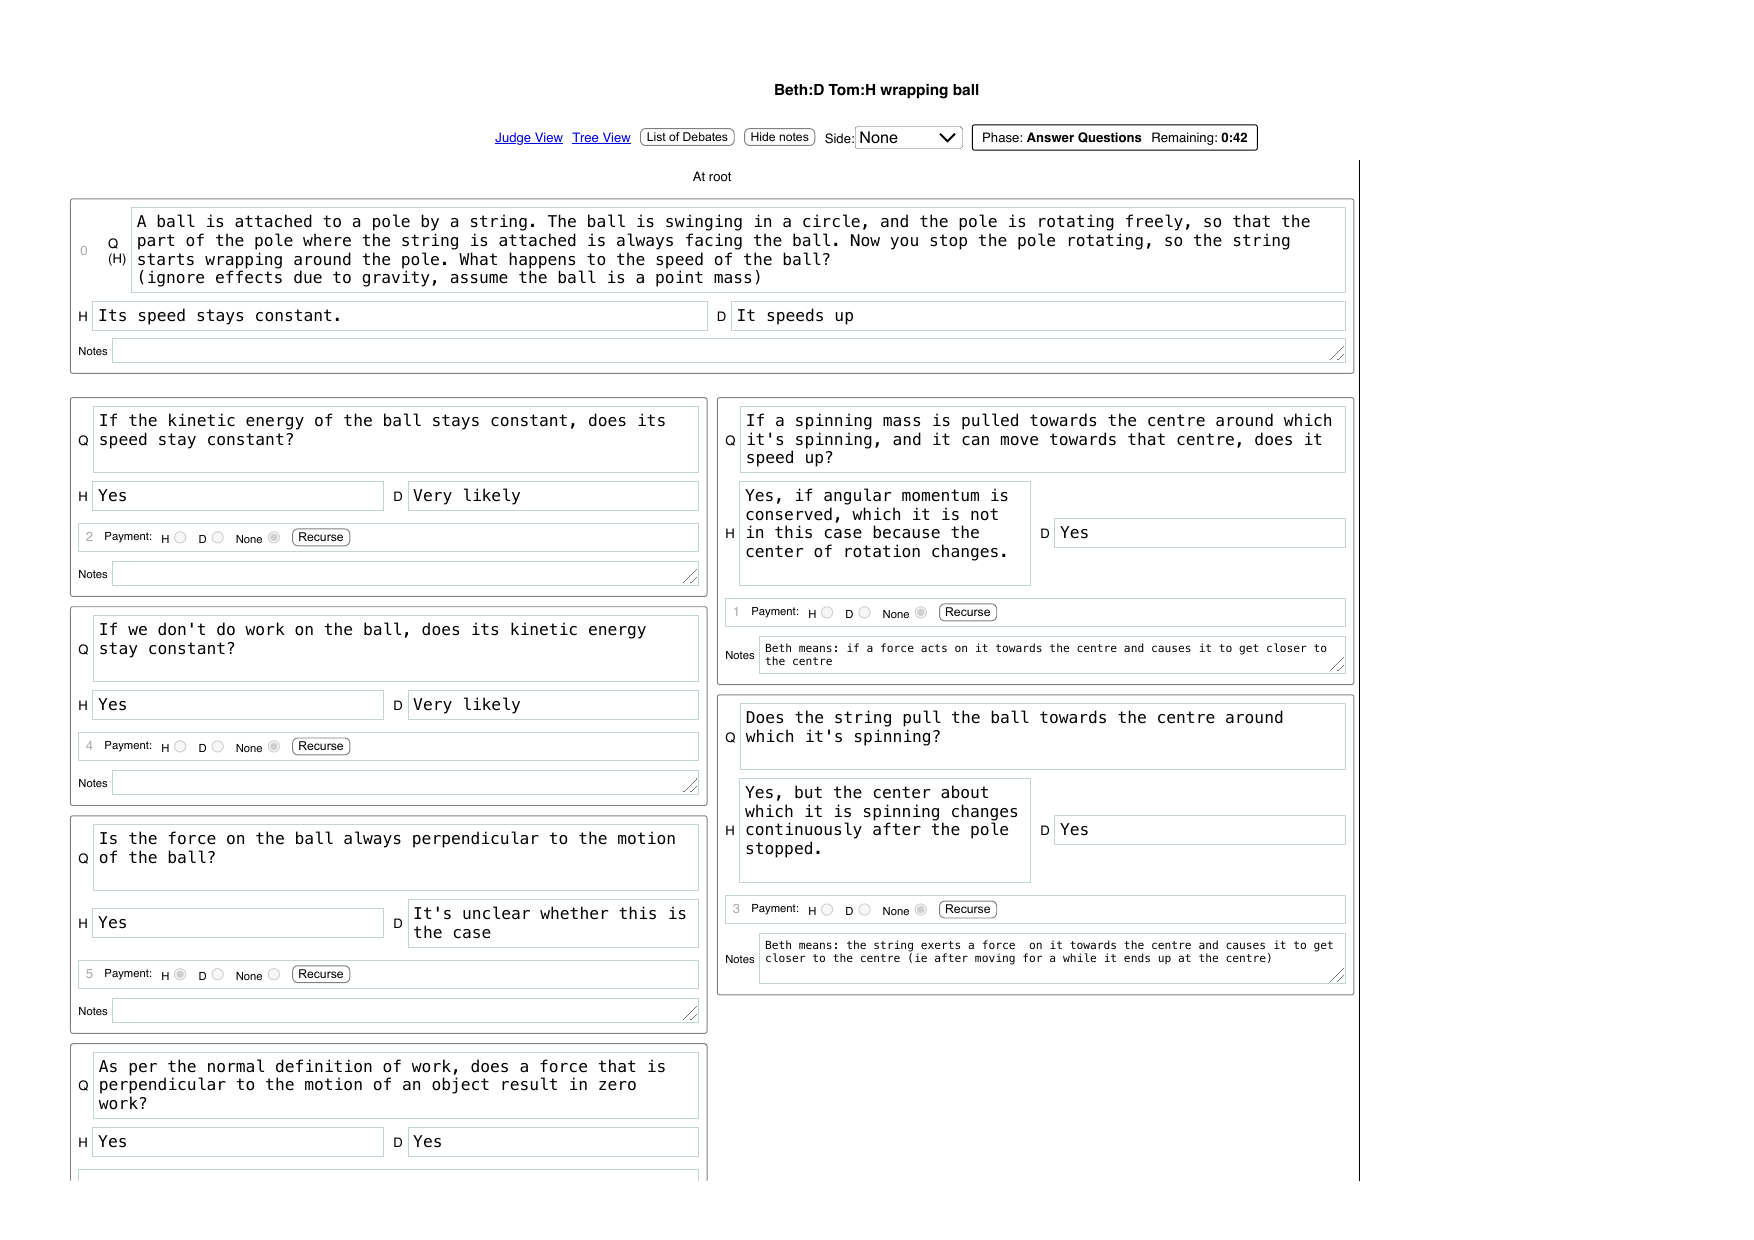 Beth:D Tom:H wrapping ball
Judge View Tree View List of Debates Hide notes Side: None Phase: Answer Questions Remaining: 0:42
At root
0 Q (H)
A ball is attached to a pole by a string. The ball is swinging in a circle, and the pole is rotating freely, so that the
part of the pole where the string is attached is always facing the ball. Now you stop the pole rotating, so the string
starts wrapping around the pole. What happens to the speed of the ball?
(ignore effects due to gravity, assume the ball is a point mass)
H Its speed stays constant. D It speeds up
Notes
Q
If the kinetic energy of the ball stays constant, does its
speed stay constant?
H Yes D Very likely
2 Payment: H D None Recurse
Notes
Q
If we don't do work on the ball, does its kinetic energy
stay constant?
H Yes D Very likely
4 Payment: H D None Recurse
Notes
Q
Is the force on the ball always perpendicular to the motion
of the ball?
H Yes D It's unclear whether this is
the case
5 Payment: H D None Recurse
Notes
Q
As per the normal definition of work, does a force that is
perpendicular to the motion of an object result in zero
work?
H Yes D Yes
Q
If a spinning mass is pulled towards the centre around which
it's spinning, and it can move towards that centre, does it
speed up?
H
Yes, if angular momentum is
conserved, which it is not
in this case because the
center of rotation changes.
D Yes
1 Payment: H D None Recurse
Notes
Beth means: if a force acts on it towards the centre and causes it to get closer to
the centre
Q
Does the string pull the ball towards the centre around
which it's spinning?
H
Yes, but the center about
which it is spinning changes
continuously after the pole
stopped.
D Yes
3 Payment: H D None Recurse
Notes
Beth means: the string exerts a force  on it towards the centre and causes it to get
closer to the centre (ie after moving for a while it ends up at the centre)